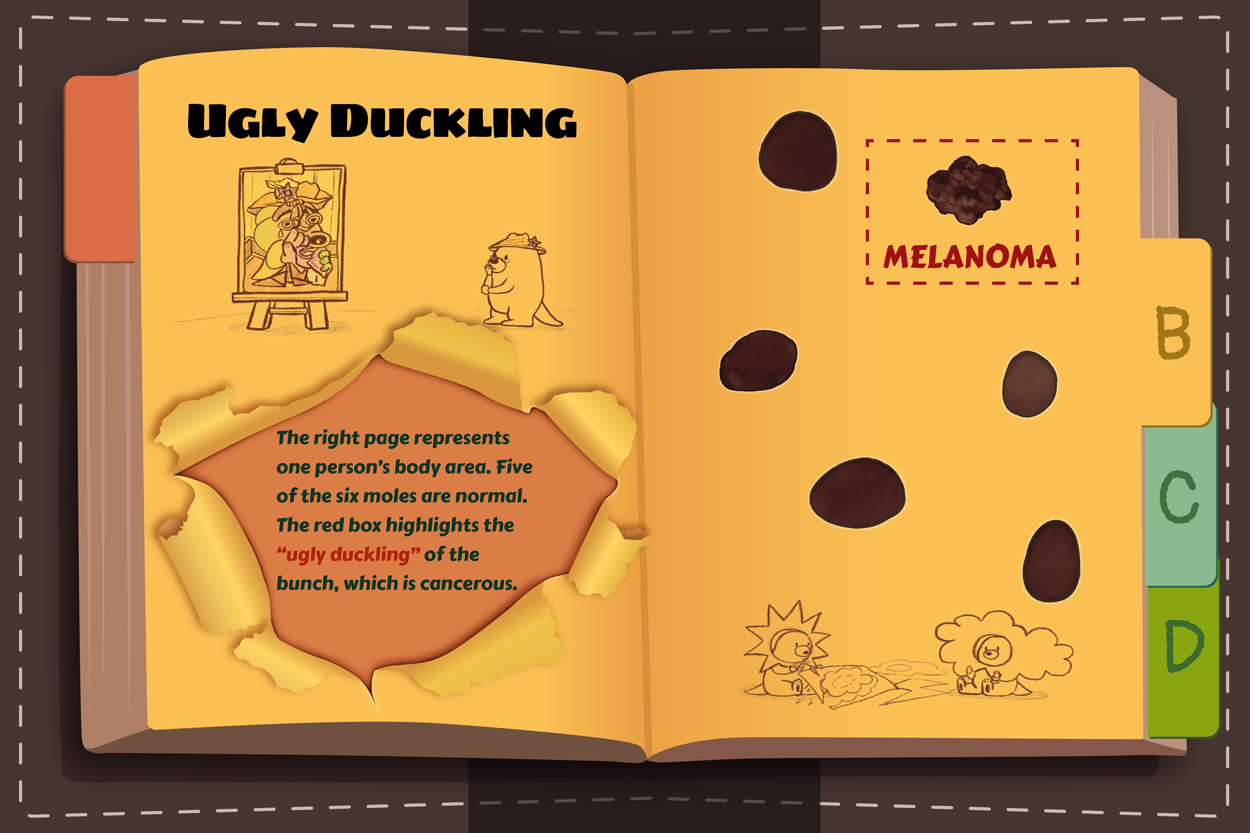 Ugly Duckling
The right page represents
one person's body area. Five
of the six moles are normal.
The red box highlights the
“ugly duckling” of the
bunch, which is cancerous.
MELANOMA
B
C
D